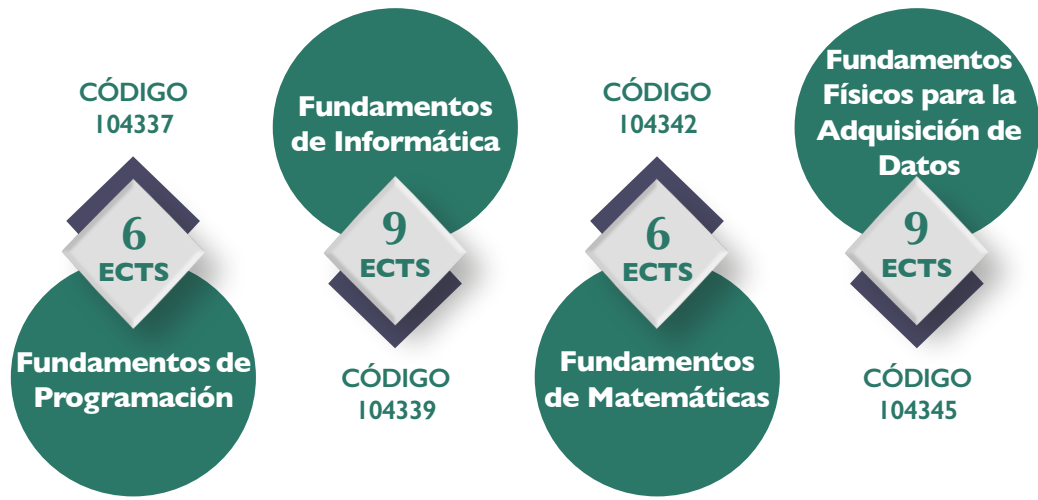 CÓDIGO
104337
6
ECTS
Fundamentos de
Programación
Fundamentos
de Informática
9
ECTS
CÓDIGO
104339
CÓDIGO
104342
6
ECTS
Fundamentos
de Matemáticas
Fundamentos
Físicos para la
Adquisición de
Datos
9
ECTS
CÓDIGO
104345